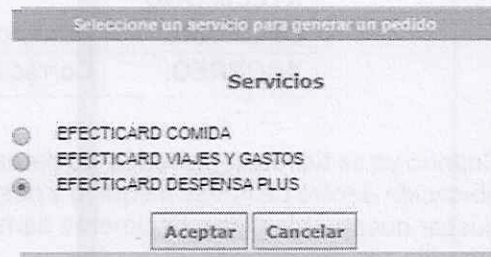 Seleccione un servicio para generar un pedido
Servicios
EFECTICARD COMIDA
EFECTICARD VIAJES Y GASTOS
EFECTICARD DESPENSA PLUS
Aceptar Cancelar